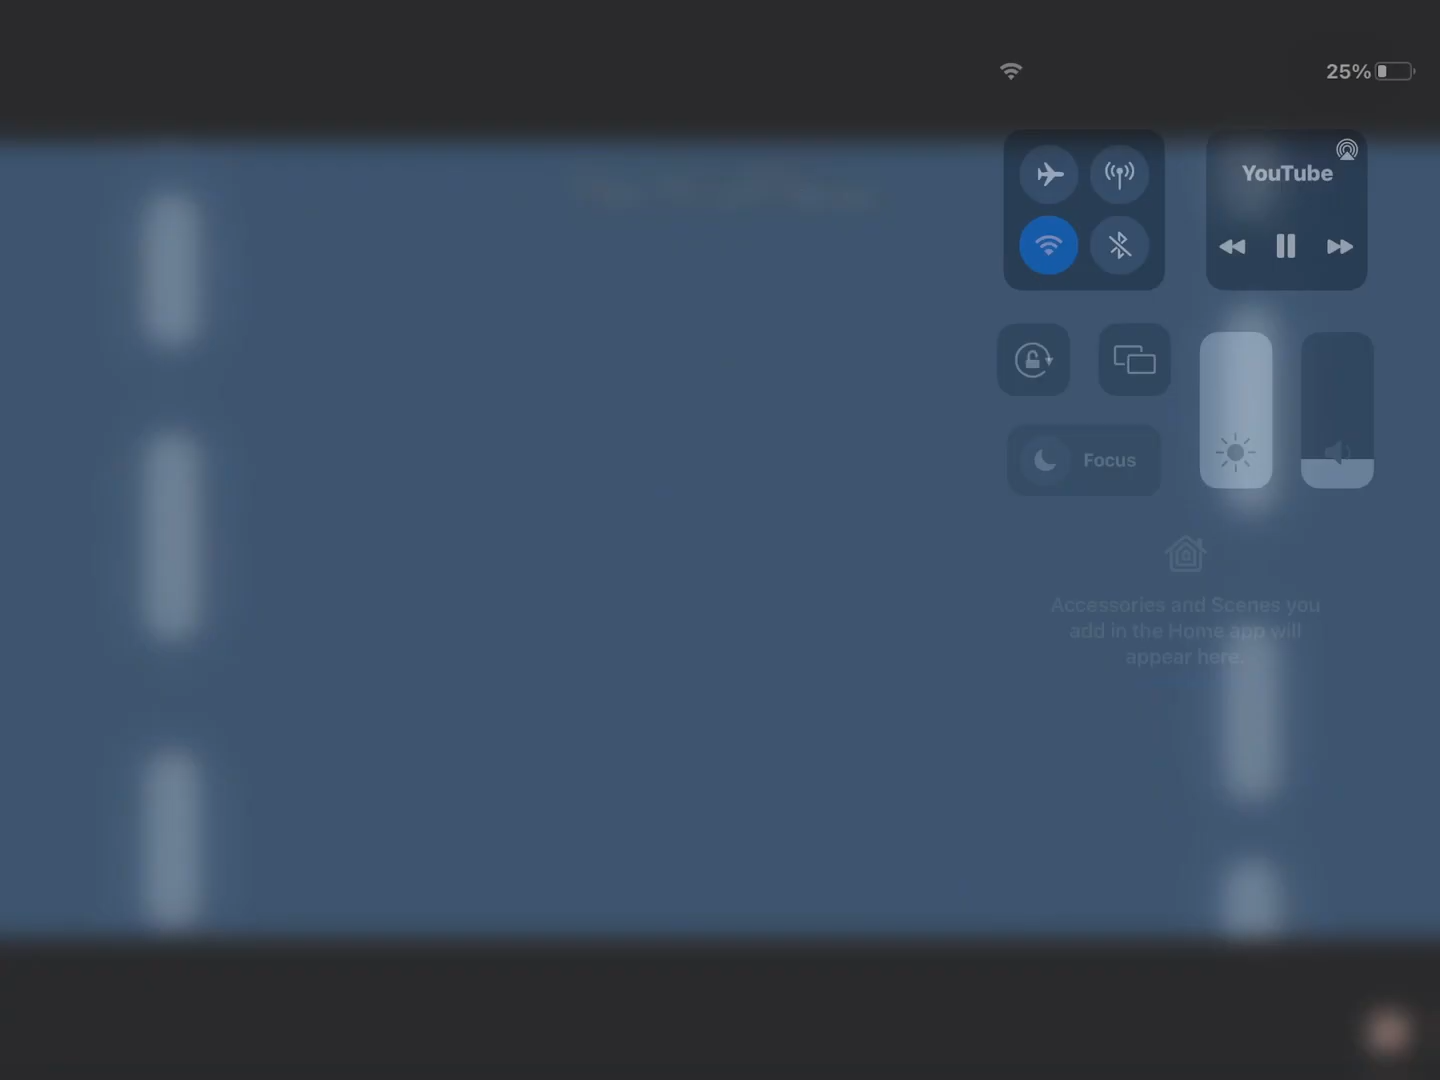 25%
YouTube
Focus
Accessories and Scenes you
add in the Home app will
appear here.